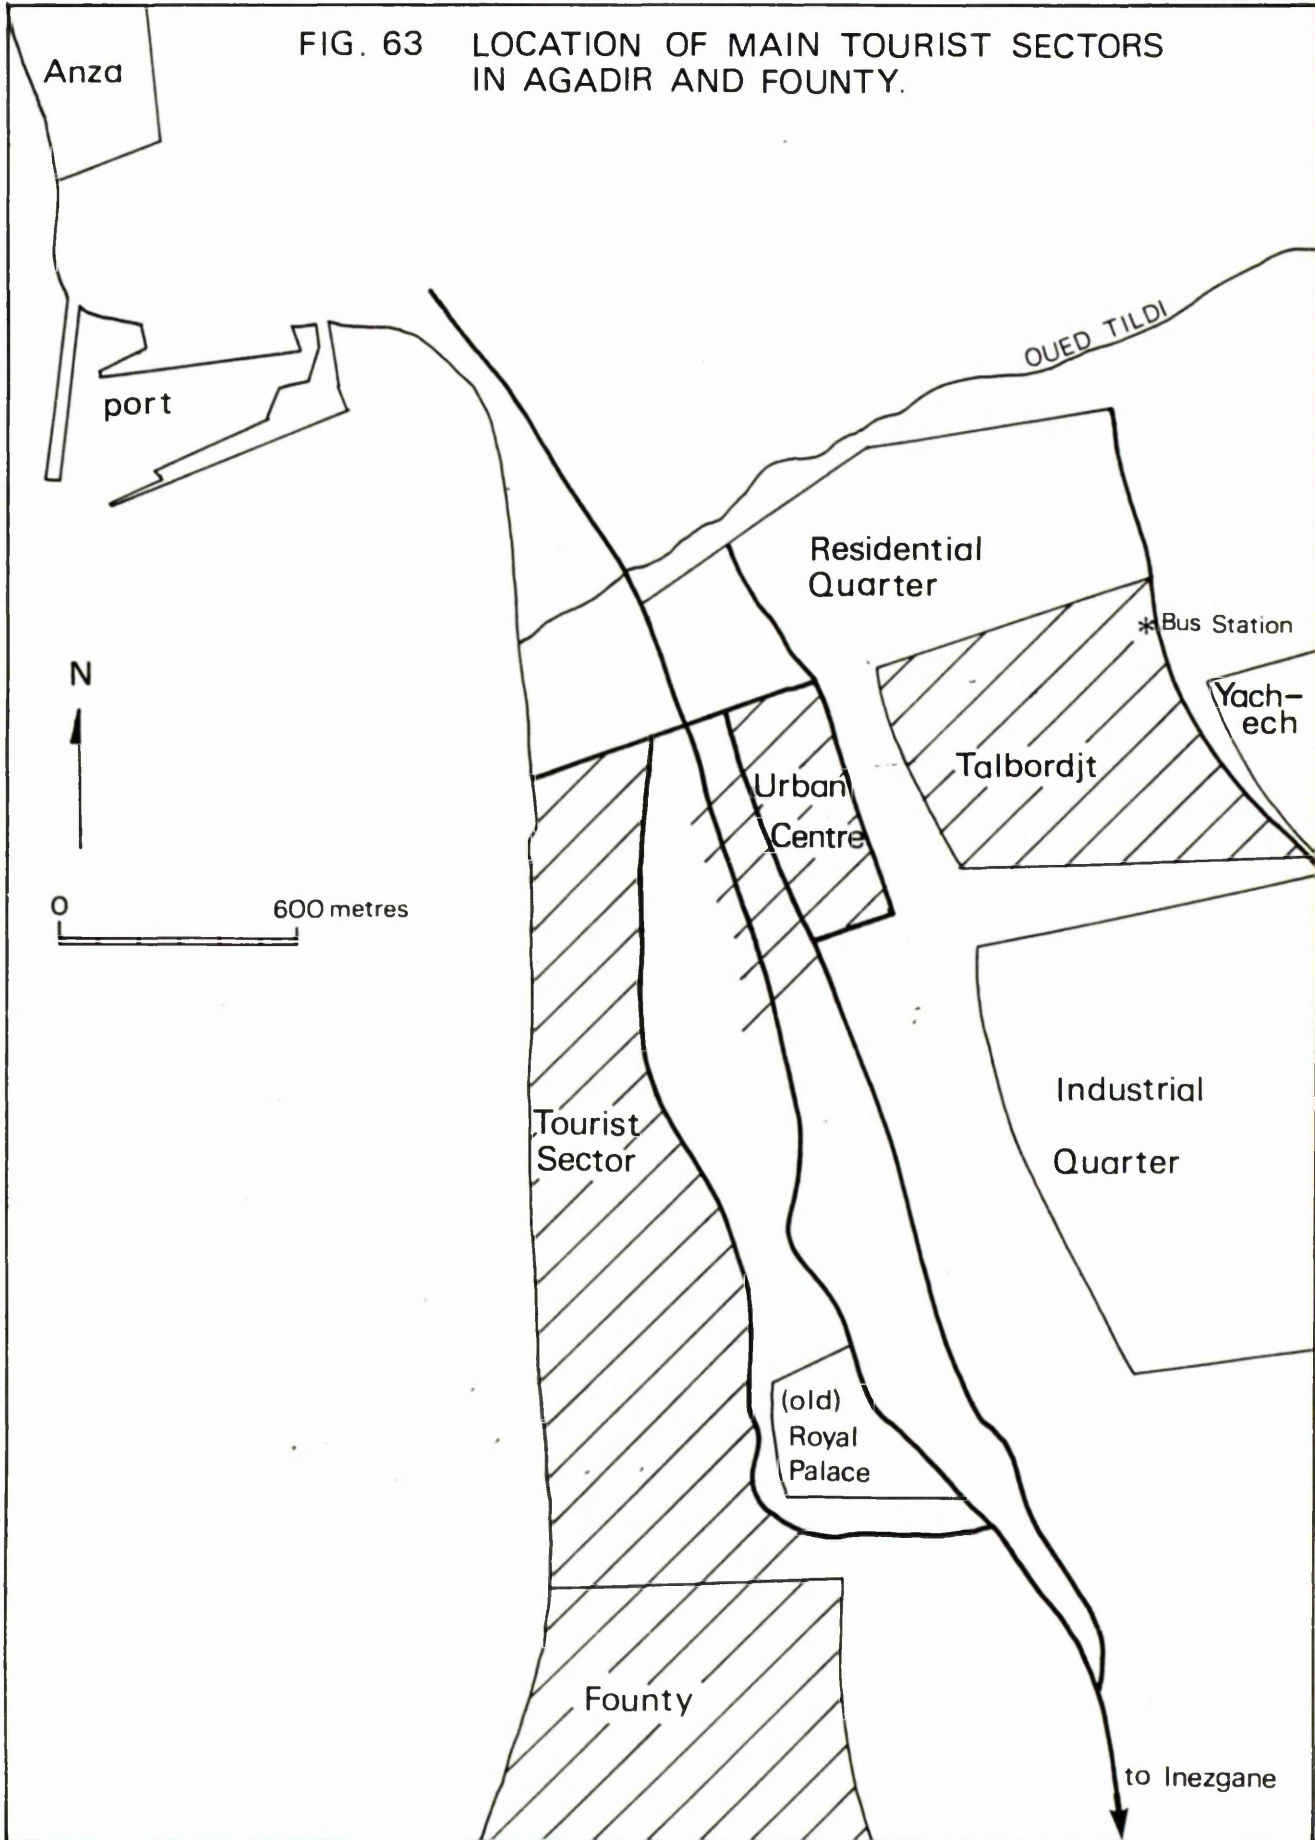 FIG. 63 LOCATION OF MAIN TOURIST SECTORS
IN AGADIR AND FOUNTY.
Anza
OUED TILDI
port
Residential
Quarter
* Bus Station
N
Yach-
ech
Talbordjt
Urban
Centre
0 600 metres
Industrial
Quarter
Tourist
Sector
(old)
Royal
Palace
Founty
to Inezgane